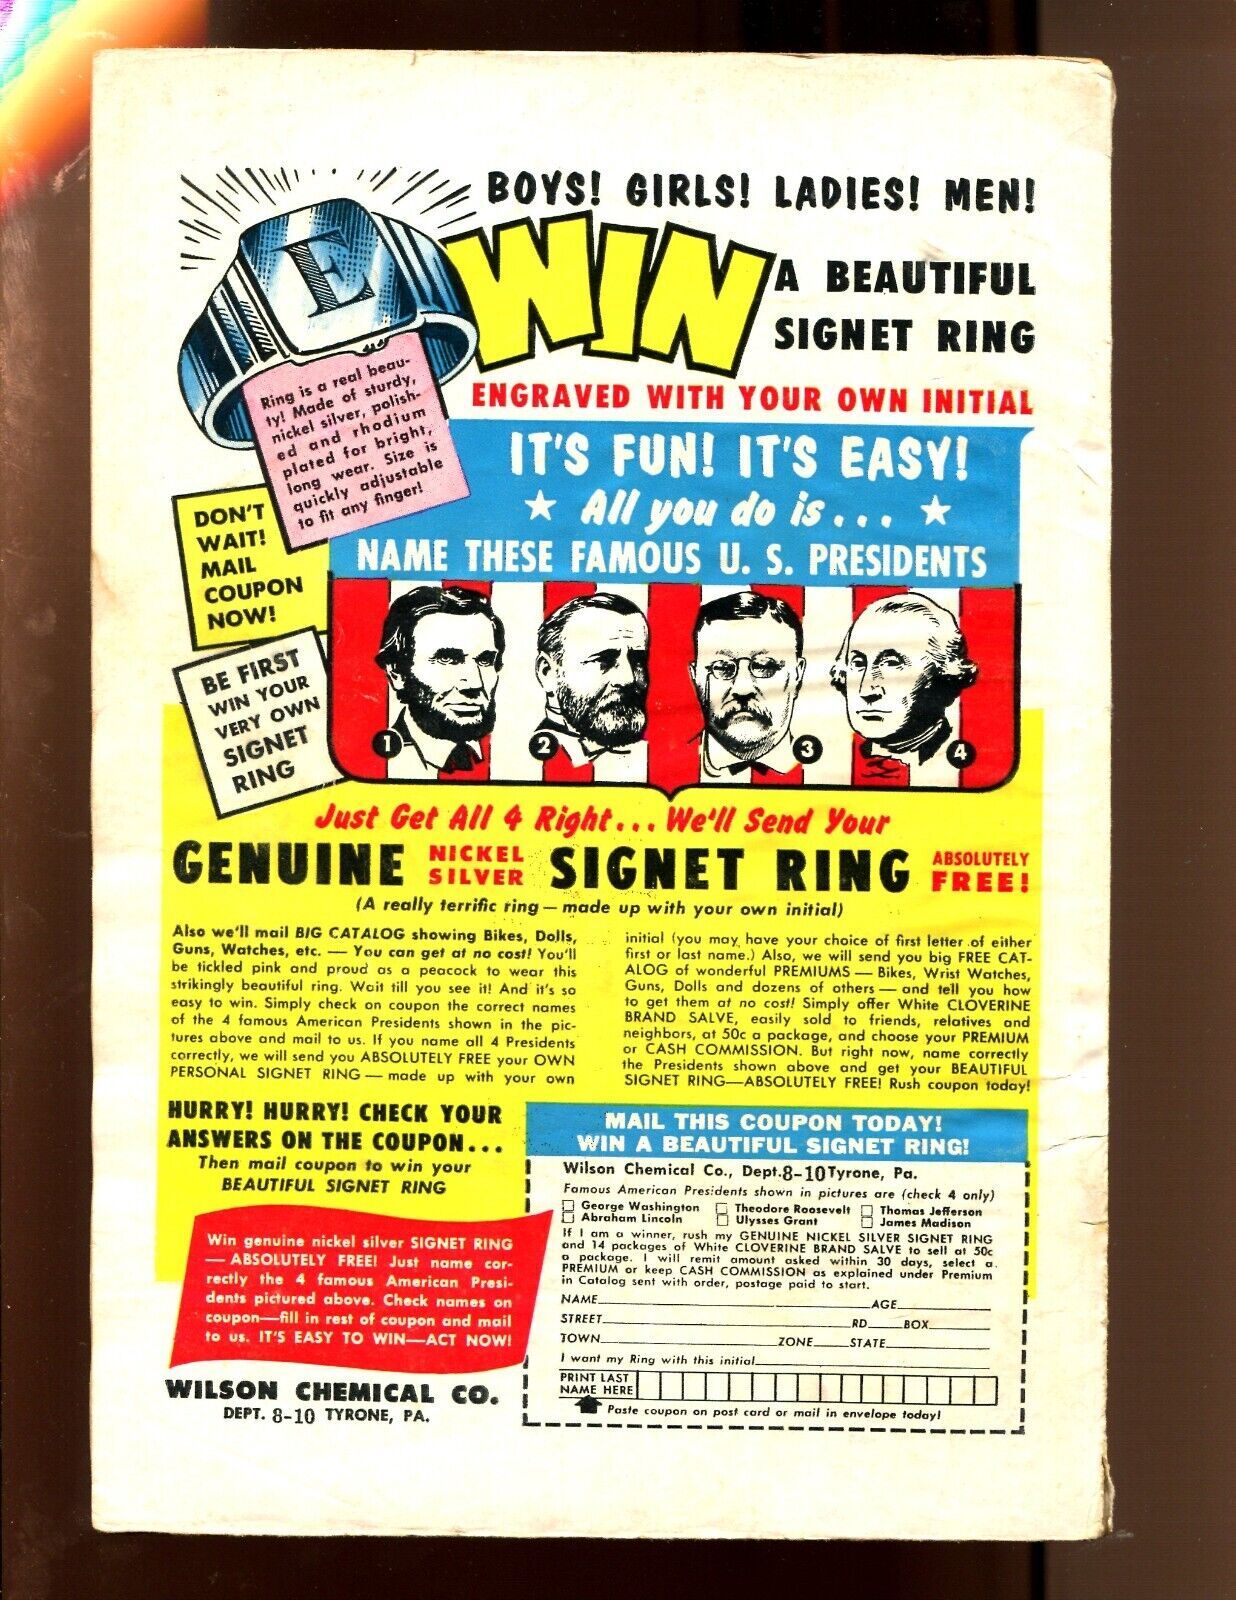 BOYS! GIRLS! LADIES! MEN!
WIN
A BEAUTIFUL
SIGNET RING
ENGRAVED WITH YOUR OWN INITIAL
E
Ring is a real beau-
ty! Made of sturdy,
nickel silver, polish-
ed and rhodium
plated for bright,
long wear. Size is
quickly adjustable
to fit any finger!
IT'S FUN! IT'S EASY!
★ All you do is... ★
NAME THESE FAMOUS U. S. PRESIDENTS
DON'T
WAIT!
MAIL
COUPON
NOW!
BE FIRST
WIN YOUR
VERY OWN
SIGNET
RING
1
2
3
4
Just Get All 4 Right... We'll Send Your
GENUINE NICKEL SILVER SIGNET RING ABSOLUTELY FREE!
(A really terrific ring — made up with your own initial)
Also we'll mail BIG CATALOG showing Bikes, Dolls,
Guns, Watches, etc. — You can get at no cost! You'll
be tickled pink and proud as a peacock to wear this
strikingly beautiful ring. Wait till you see it! And it's so
easy to win. Simply check on coupon the correct names
of the 4 famous American Presidents shown in the pic-
tures above and mail to us. If you name all 4 Presidents
correctly, we will send you ABSOLUTELY FREE your OWN
PERSONAL SIGNET RING — made up with your own
initial (you may have your choice of first letter of either
first or last name.) Also, we will send you big FREE CAT-
ALOG of wonderful PREMIUMS — Bikes, Wrist Watches,
Guns, Dolls and dozens of others — and tell you how
to get them at no cost! Simply offer White CLOVERINE
BRAND SALVE, easily sold to friends, relatives and
neighbors, at 50c a package, and choose your PREMIUM
or CASH COMMISSION. But right now, name correctly
the Presidents shown above and get your BEAUTIFUL
SIGNET RING—ABSOLUTELY FREE! Rush coupon today!
HURRY! HURRY! CHECK YOUR
ANSWERS ON THE COUPON...
Then mail coupon to win your
BEAUTIFUL SIGNET RING
Win genuine nickel silver SIGNET RING
— ABSOLUTELY FREE! Just name cor-
rectly the 4 famous American Presi-
dents pictured above. Check names on
coupon—fill in rest of coupon and mail
to us. IT'S EASY TO WIN—ACT NOW!
WILSON CHEMICAL CO.
DEPT. 8-10 TYRONE, PA.
MAIL THIS COUPON TODAY!
WIN A BEAUTIFUL SIGNET RING!
Wilson Chemical Co., Dept. 8-10 Tyrone, Pa.
Famous American Presidents shown in pictures are (check 4 only)
George Washington Theodore Roosevelt Thomas Jefferson
Abraham Lincoln Ulysses Grant James Madison
If I am a winner, rush my GENUINE NICKEL SILVER SIGNET RING
and 14 packages of White CLOVERINE BRAND SALVE to sell at 50c
a package. I will remit amount asked within 30 days, select a
PREMIUM or keep CASH COMMISSION as explained under Premium
in Catalog sent with order, postage paid to start.
NAME AGE
STREET RD BOX
TOWN ZONE STATE
I want my Ring with this initial
PRINT LAST
NAME HERE
Paste coupon on post card or mail in envelope today!